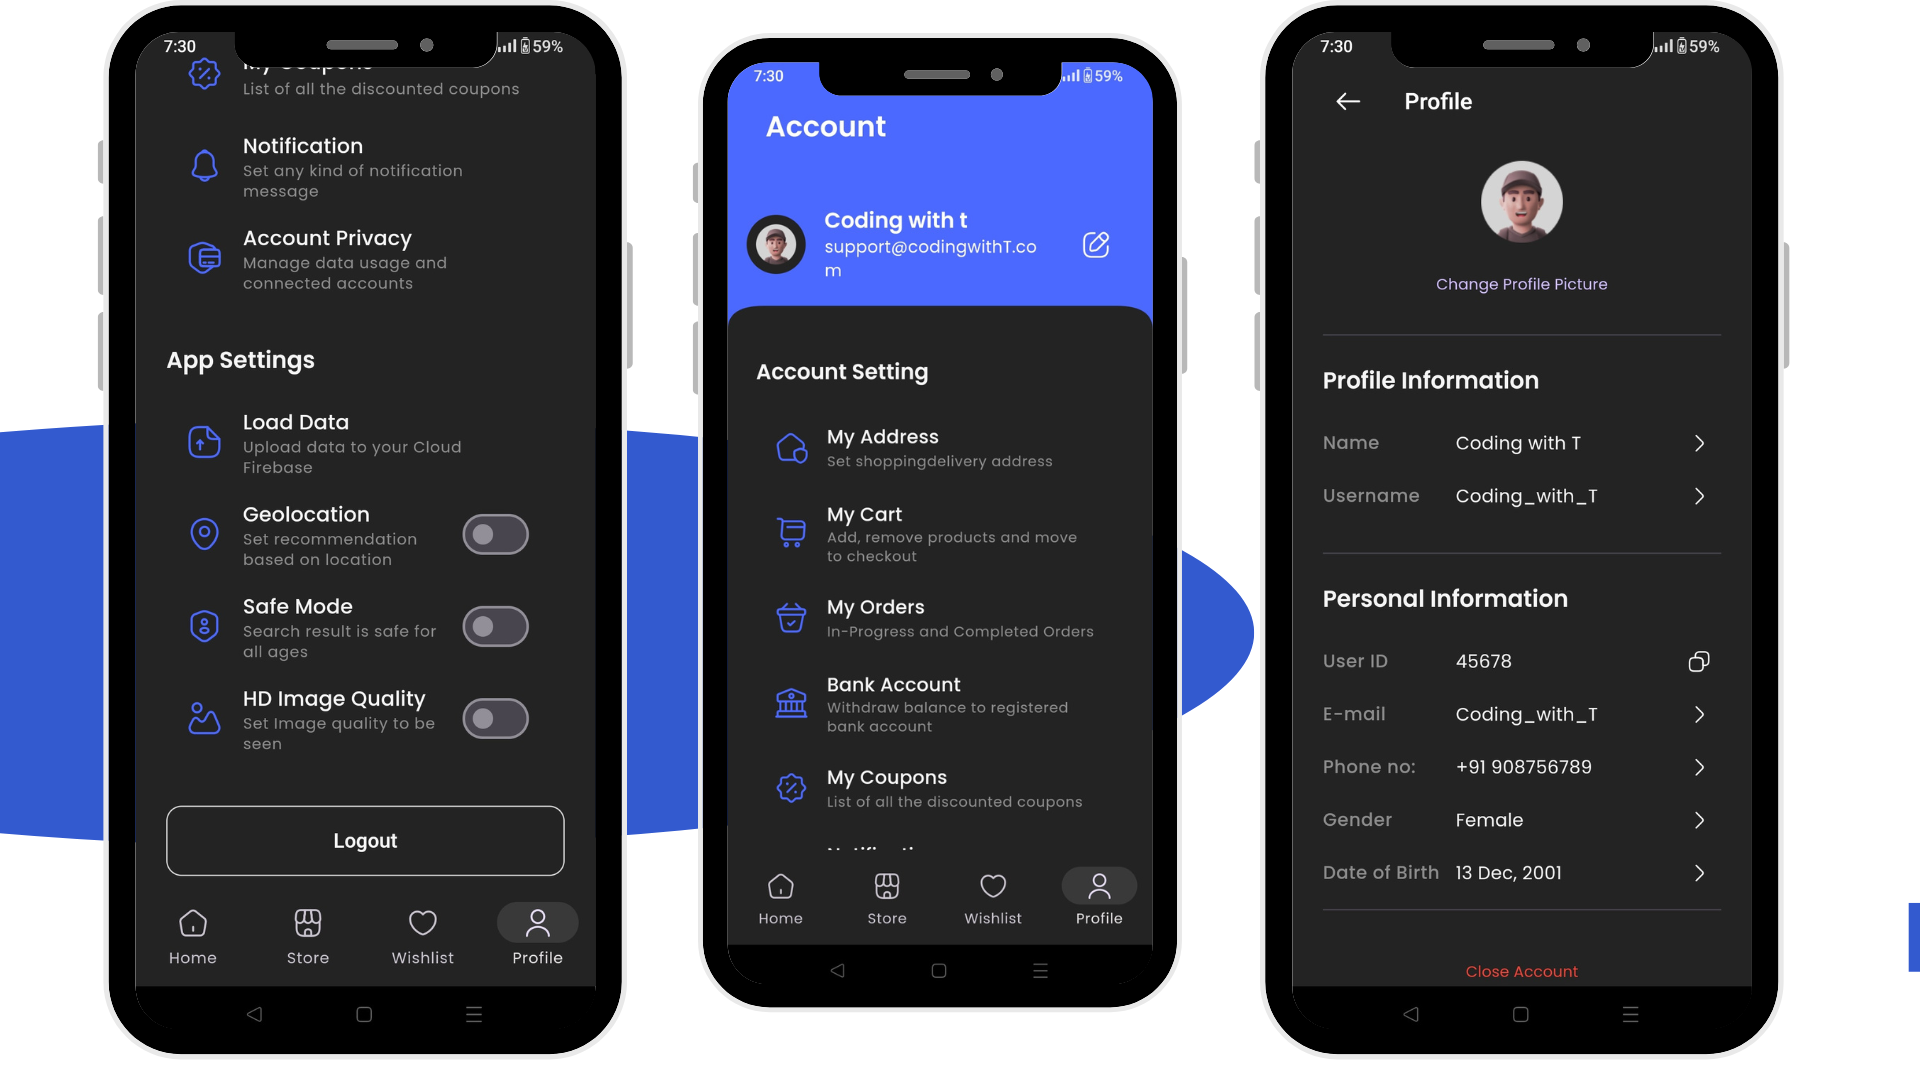 7:30
59%
My Coupons
List of all the discounted coupons
Notification
Set any kind of notification
message
Account Privacy
Manage data usage and
connected accounts
App Settings
Load Data
Upload data to your Cloud
Firebase
Geolocation
Set recommendation
based on location
Safe Mode
Search result is safe for
all ages
HD Image Quality
Set Image quality to be
seen
Logout
Home
Store
Wishlist
Profile
7:30
59%
Account
Coding with t
support@codingwithT.co
m
Account Setting
My Address
Set shoppingdelivery address
My Cart
Add, remove products and move
to checkout
My Orders
In-Progress and Completed Orders
Bank Account
Withdraw balance to registered
bank account
My Coupons
List of all the discounted coupons
Notification
Home
Store
Wishlist
Profile
7:30
59%
Profile
Change Profile Picture
Profile Information
Name
Coding with T
Username
Coding_with_T
Personal Information
User ID
45678
E-mail
Coding_with_T
Phone no:
+91 908756789
Gender
Female
Date of Birth
13 Dec, 2001
Close Account